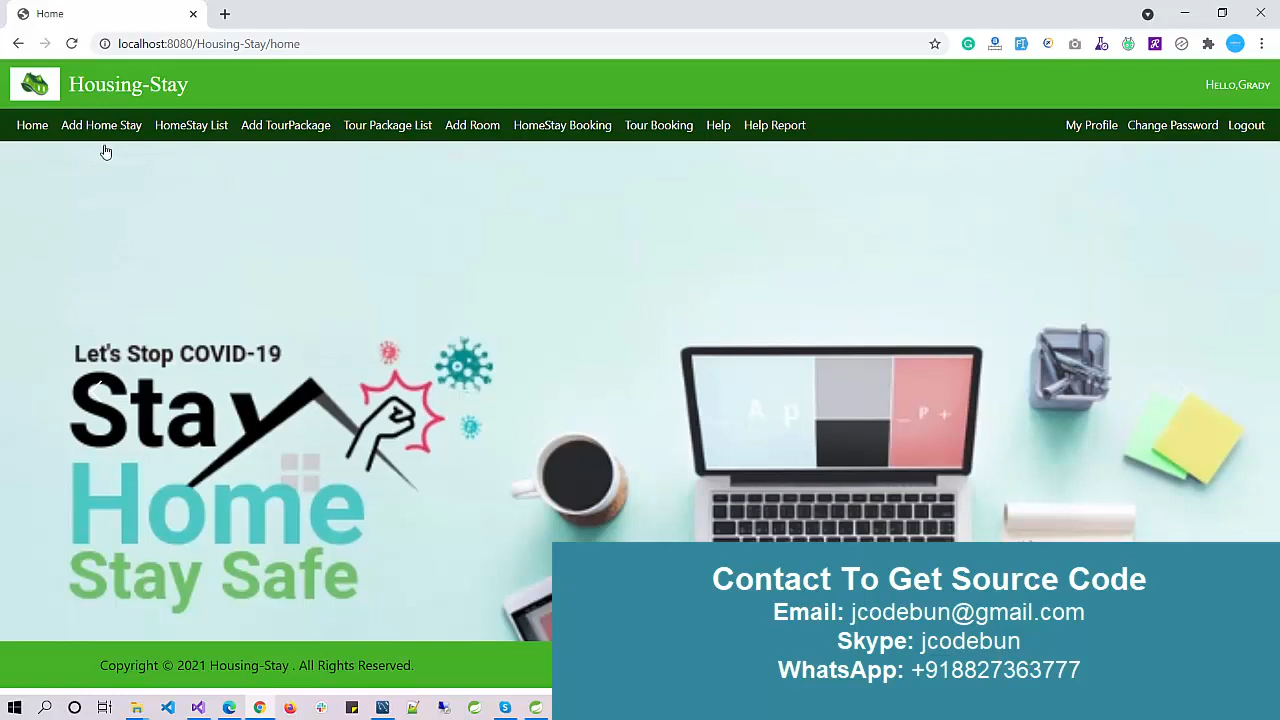 Home
localhost:8080/Housing-Stay/home
Housing-Stay
Hello,Grady
Home Add Home Stay HomeStay List Add TourPackage Tour Package List Add Room HomeStay Booking Tour Booking Help Help Report My Profile Change Password Logout
Let's Stop COVID-19
Stay
Home
Stay Safe
A p _ P +
Contact To Get Source Code
Email: jcodebun@gmail.com
Skype: jcodebun
WhatsApp: +918827363777
Copyright © 2021 Housing-Stay . All Rights Reserved.